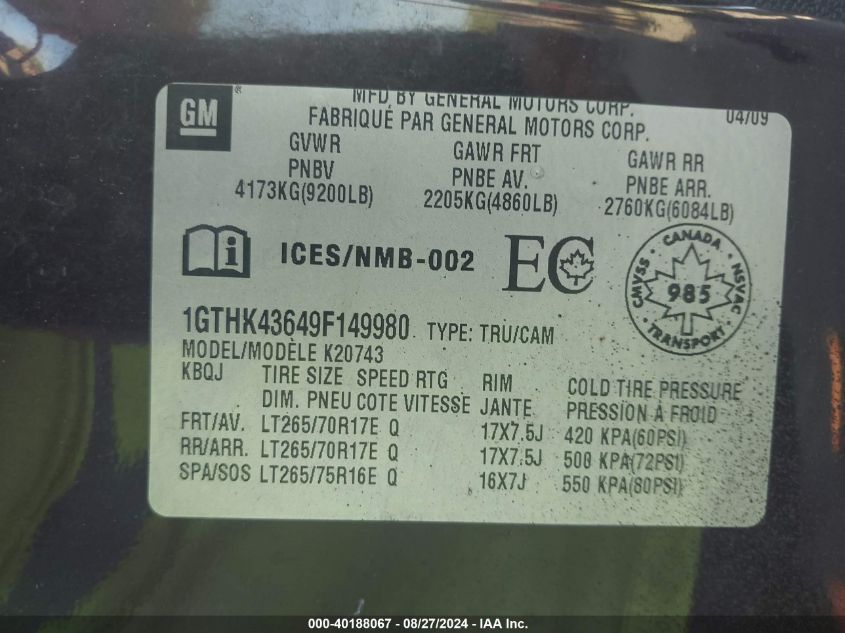 GM ®
MFD BY GENERAL MOTORS CORP. 04/09
FABRIQUÉ PAR GENERAL MOTORS CORP.
GVWR GAWR FRT GAWR RR
PNBV PNBE AV. PNBE ARR.
4173KG(9200LB) 2205KG(4860LB) 2760KG(6084LB)
i ICES/NMB-002 EC
CANADA
CMVSS 985 NSVAC
TRANSPORT
1GTHK43649F149980 TYPE: TRU/CAM
MODEL/MODÈLE K20743
KBQJ TIRE SIZE SPEED RTG RIM COLD TIRE PRESSURE
DIM. PNEU COTE VITESSE JANTE PRESSION À FROID
FRT/AV. LT265/70R17E Q 17X7.5J 420 KPA(60PSI)
RR/ARR. LT265/70R17E Q 17X7.5J 500 KPA(72PSI)
SPA/SOS LT265/75R16E Q 16X7J 550 KPA(80PSI)
000-40188067 - 08/27/2024 - IAA Inc.